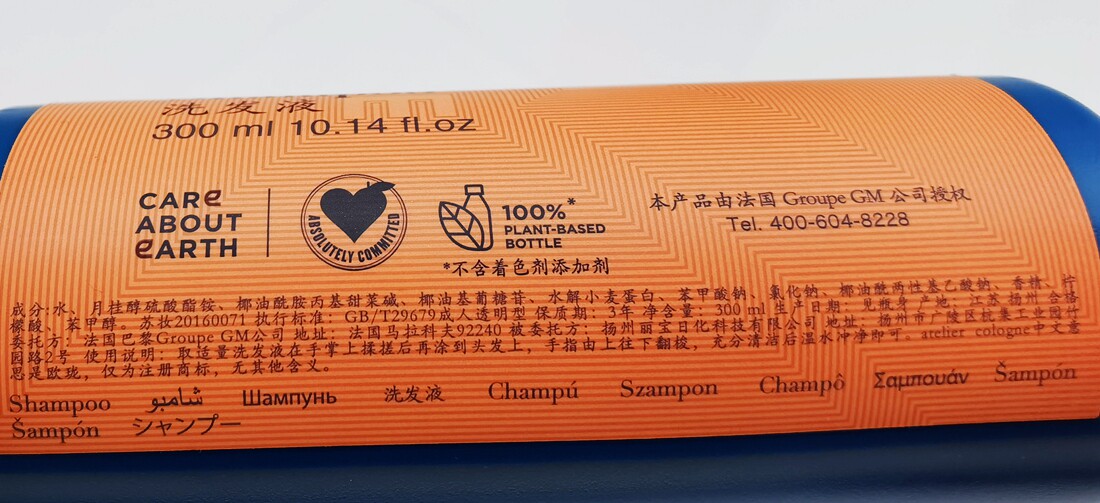 洗发液
300 ml 10.14 fl.oz
CARe
ABOUT
eARTH
ABSOLUTELY COMMITTED
100%*
PLANT-BASED
BOTTLE
*不含着色剂添加剂
本产品由法国 Groupe GM 公司授权
Tel. 400-604-8228
成分:水、月桂醇硫酸酯铵、椰油酰胺丙基甜菜碱、椰油基葡糖苷、水解小麦蛋白、苯甲酸钠、氯化钠、椰油酰两性基乙酸钠、香精、柠
檬酸、苯甲醇。苏妆20160071 执行标准: GB/T29679成人透明型 保质期: 3年 净含量: 300 ml 生产日期: 见瓶身 产地: 江苏 扬州 合格
委托方: 法国巴黎Groupe GM公司 地址: 法国马拉科夫92240 被委托方: 扬州丽宝日化科技有限公司 地址: 扬州市广陵区杭集工业园竹
园路2号 使用说明: 取适量洗发液在手掌上揉搓后再涂到头发上, 手指由上往下翻梭, 充分清洁后温水冲净即可。atelier cologne中文意
思是欧珑, 仅为注册商标, 无其他含义。
Shampoo شامبو Шампунь 洗发液 Champú Szampon Champô Σαμπουάν Šampón
Šampón シャンプー